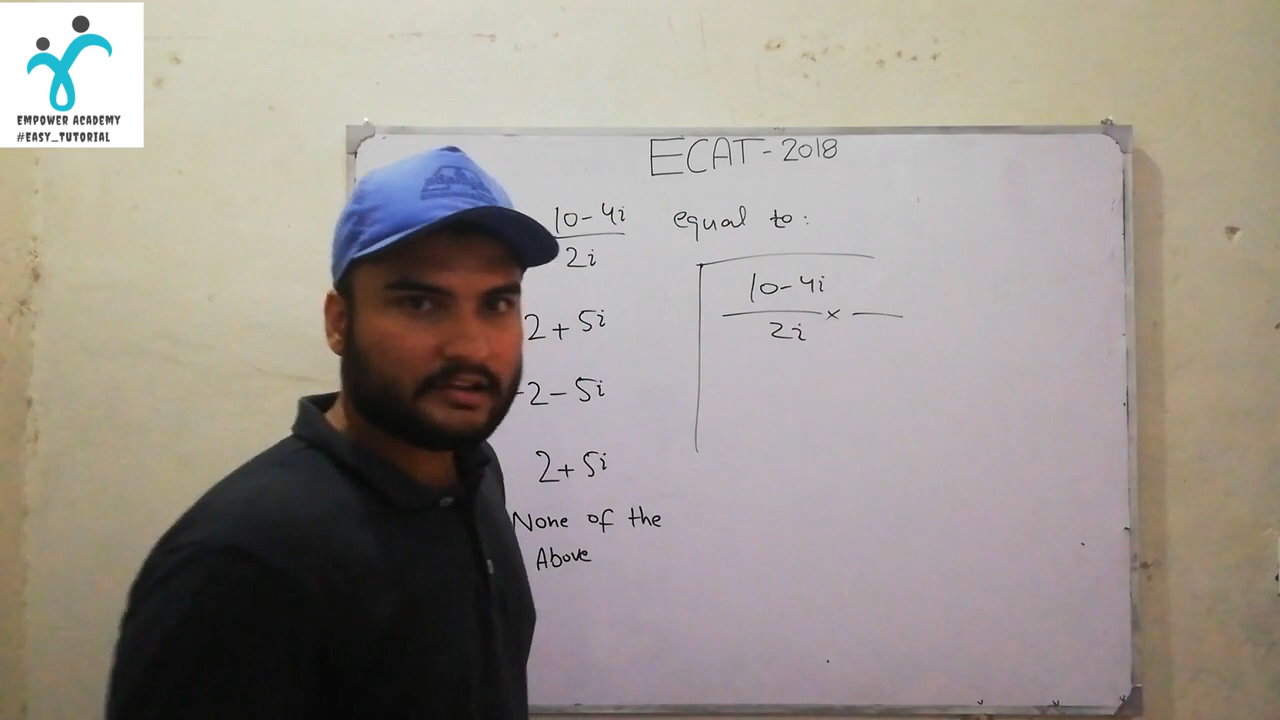 EMPOWER ACADEMY
#EASY_TUTORIAL
ECAT-2018
10-4i equal to:
2i
10-4i
2i × 
2+5i
-2-5i
2+5i
None of the
Above